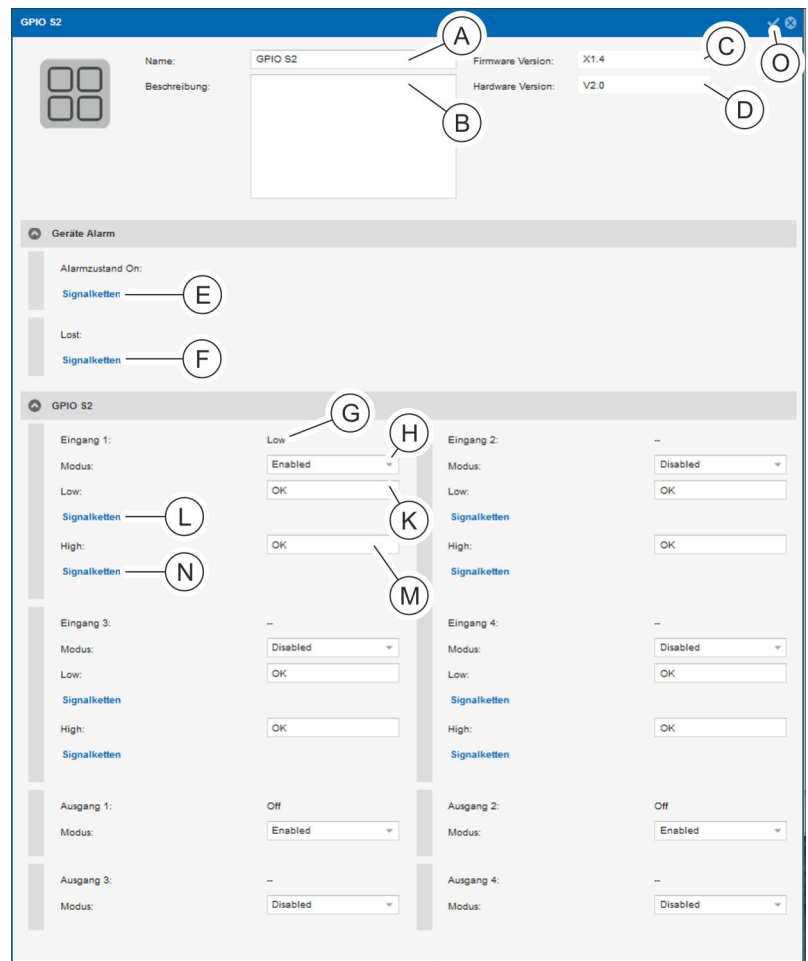 GPIO S2
A
C
O
Name: GPIO S2 Firmware Version: X1.4
Beschreibung: Hardware Version: V2.0
B
D
Geräte Alarm
Alarmzustand On:
Signalketten E
Lost:
Signalketten F
GPIO S2
G
H
Eingang 1: Low Eingang 2: --
Modus: Enabled Modus: Disabled
Low: OK Low: OK
Signalketten L K Signalketten
High: OK High: OK
Signalketten N M Signalketten
Eingang 3: -- Eingang 4: --
Modus: Disabled Modus: Disabled
Low: OK Low: OK
Signalketten Signalketten
High: OK High: OK
Signalketten Signalketten
Ausgang 1: Off Ausgang 2: Off
Modus: Enabled Modus: Enabled
Ausgang 3: -- Ausgang 4: --
Modus: Disabled Modus: Disabled